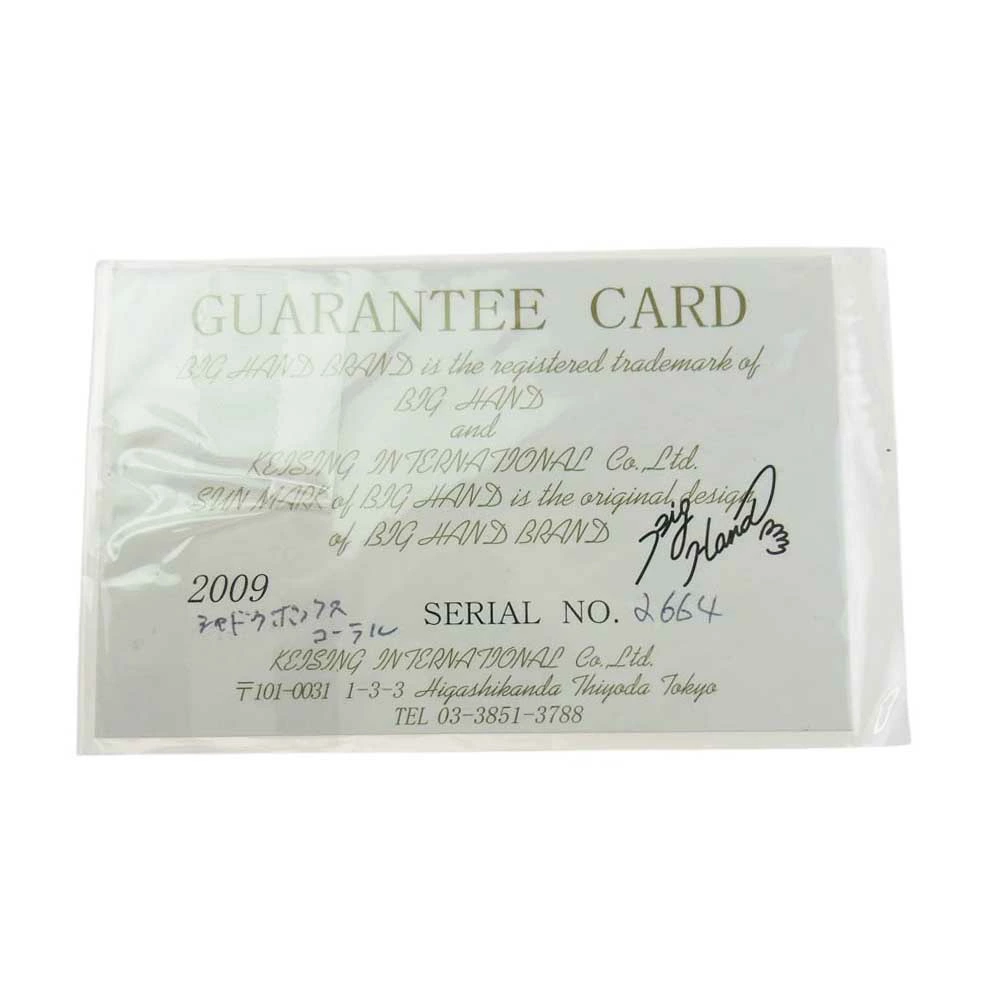 GUARANTEE CARD
BIG HAND BRAND is the registered trademark of
BIG HAND
and
KEISING INTERNATIONAL Co.,Ltd.
SUN MARK of BIG HAND is the original design
of BIG HAND BRAND
Big
Hand
2009
シャドウボックス
コーラル
SERIAL NO. 2664
KEISING INTERNATIONAL Co.,Ltd.
〒101-0031 1-3-3 Higashikanda Thiyoda Tokyo
TEL 03-3851-3788